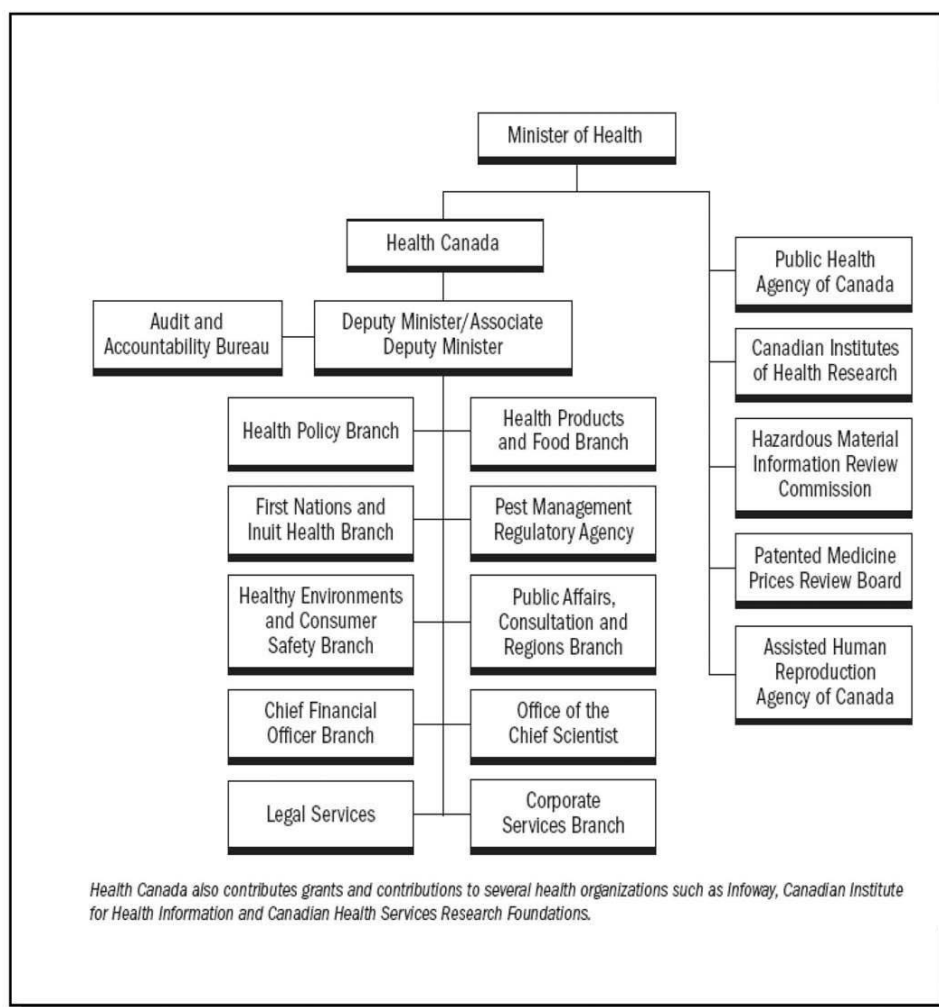 Minister of Health
Health Canada
Public Health
Agency of Canada
Audit and
Accountability Bureau
Deputy Minister/Associate
Deputy Minister
Canadian Institutes
of Health Research
Health Policy Branch
Health Products
and Food Branch
Hazardous Material
Information Review
Commission
First Nations and
Inuit Health Branch
Pest Management
Regulatory Agency
Patented Medicine
Prices Review Board
Healthy Environments
and Consumer
Safety Branch
Public Affairs,
Consultation and
Regions Branch
Assisted Human
Reproduction
Agency of Canada
Chief Financial
Officer Branch
Office of the
Chief Scientist
Legal Services
Corporate
Services Branch
Health Canada also contributes grants and contributions to several health organizations such as Infoway, Canadian Institute
for Health Information and Canadian Health Services Research Foundations.